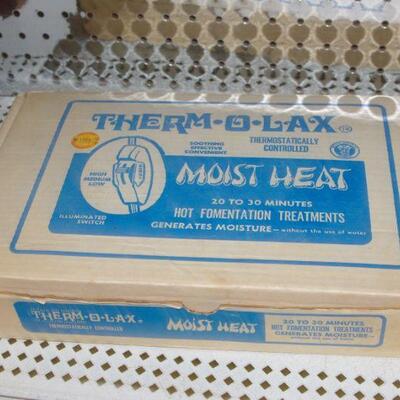 THERM•O•LAX TM
SOOTHING
EFFECTIVE
CONVENIENT
THERMOSTATICALLY
CONTROLLED
HIGH
MEDIUM
LOW
MOIST HEAT
20 TO 30 MINUTES
HOT FOMENTATION TREATMENTS
ILLUMINATED
SWITCH
GENERATES MOISTURE—without the use of water
THERM•O•LAX
THERMOSTATICALLY CONTROLLED
MOIST HEAT
20 TO 30 MINUTES
HOT FOMENTATION TREATMENTS
GENERATES MOISTURE—